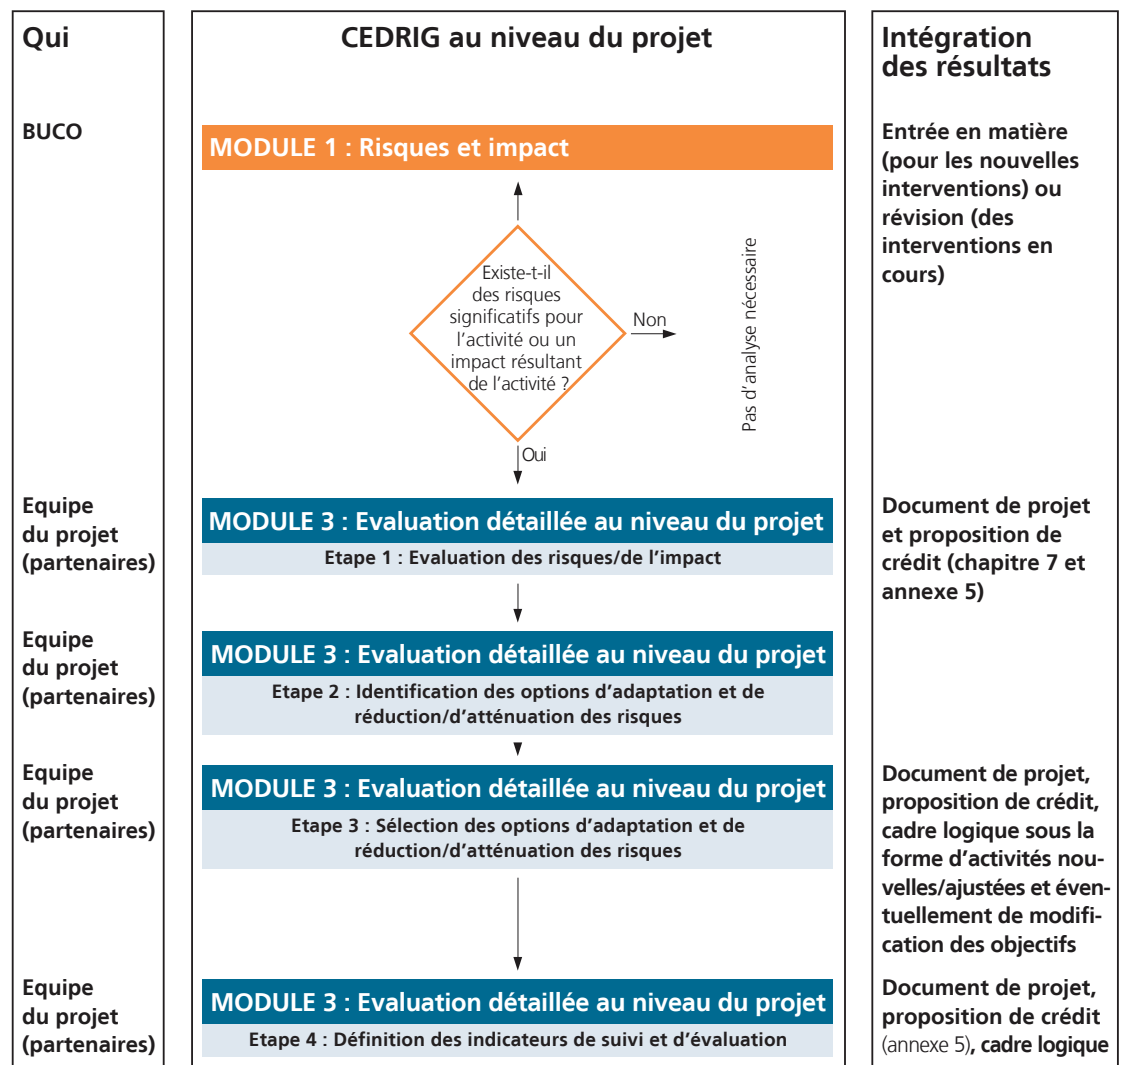 Qui
CEDRIG au niveau du projet
Intégration
des résultats
BUCO
MODULE 1 : Risques et impact
Entrée en matière
(pour les nouvelles
interventions) ou
révision (des
interventions en
cours)
Existe-t-il
des risques
significatifs pour
l'activité ou un
impact résultant
de l'activité ?
Non
Pas d'analyse nécessaire
Oui
Equipe
du projet
(partenaires)
MODULE 3 : Evaluation détaillée au niveau du projet
Etape 1 : Evaluation des risques/de l'impact
Document de projet
et proposition de
crédit (chapitre 7 et
annexe 5)
Equipe
du projet
(partenaires)
MODULE 3 : Evaluation détaillée au niveau du projet
Etape 2 : Identification des options d'adaptation et de
réduction/d'atténuation des risques
Equipe
du projet
(partenaires)
MODULE 3 : Evaluation détaillée au niveau du projet
Etape 3 : Sélection des options d'adaptation et de
réduction/d'atténuation des risques
Document de projet,
proposition de crédit,
cadre logique sous la
forme d'activités nou-
velles/ajustées et éven-
tuellement de modifi-
cation des objectifs
Equipe
du projet
(partenaires)
MODULE 3 : Evaluation détaillée au niveau du projet
Etape 4 : Définition des indicateurs de suivi et d'évaluation
Document de projet,
proposition de crédit
(annexe 5), cadre logique